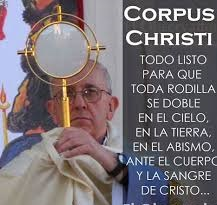 CORPUS
CHRISTI
TODO LISTO
PARA QUE
TODA RODILLA
SE DOBLE
EN EL CIELO,
EN LA TIERRA,
EN EL ABISMO,
ANTE EL CUERPO
Y LA SANGRE
DE CRISTO...